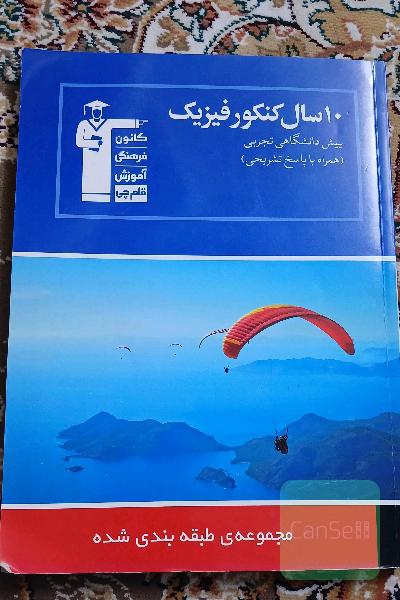 ۱۰ سال کنکور فیزیک
پیش دانشگاهی تجربی
(همراه با پاسخ تشریحی)
کانون
فرهنگی
آموزش
قلم‌چی
مجموعه‌ی طبقه بندی شده
CanSell